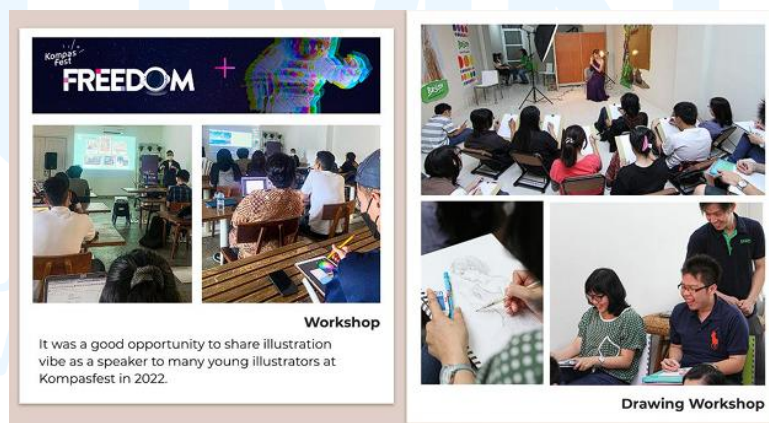 Kompas
Fest
FREEDOM
Workshop
It was a good opportunity to share illustration
vibe as a speaker to many young illustrators at
Kompasfest in 2022.
Drawing Workshop